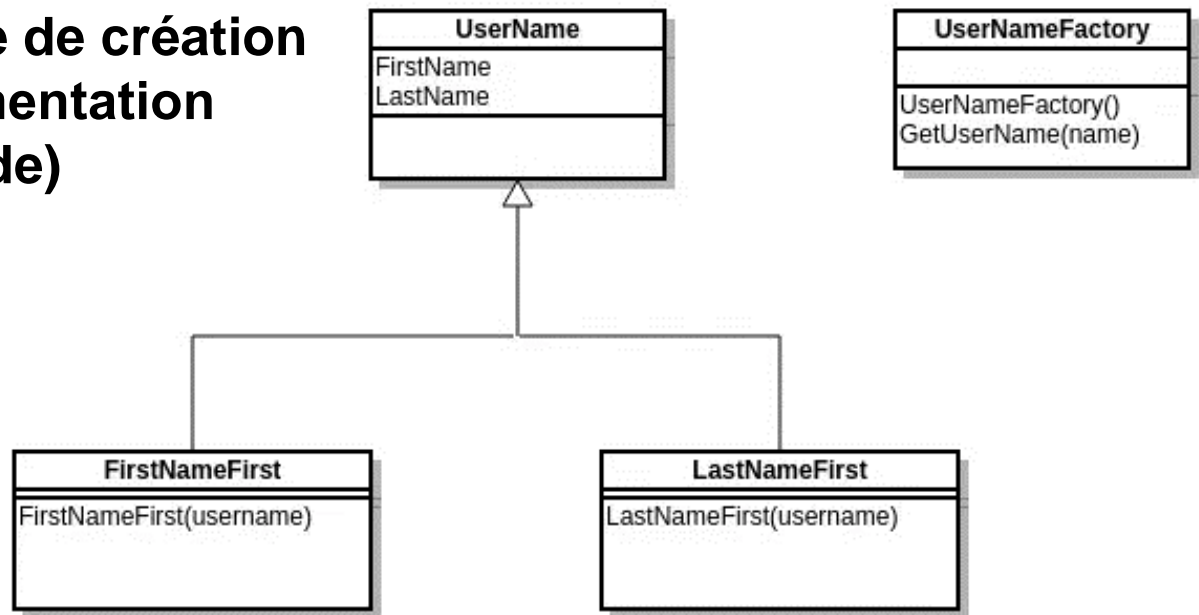 e de création
nentation
de)
UserName
FirstName
LastName
UserNameFactory
UserNameFactory()
GetUserName(name)
FirstNameFirst
FirstNameFirst(username)
LastNameFirst
LastNameFirst(username)